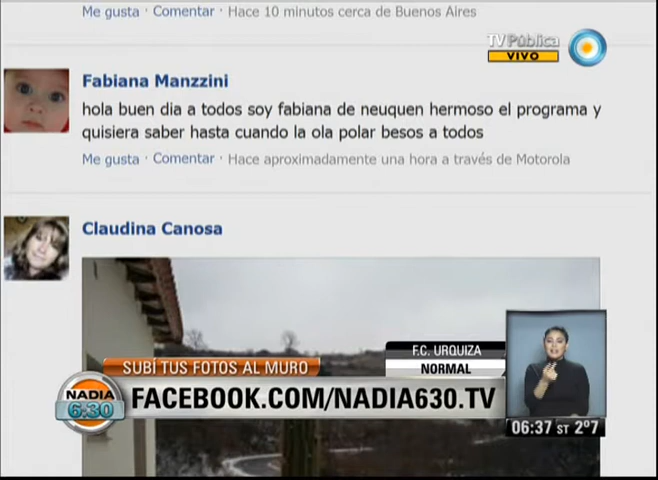 Me gusta · Comentar · Hace 10 minutos cerca de Buenos Aires
TV Pública
VIVO
Fabiana Manzzini
hola buen dia a todos soy fabiana de neuquen hermoso el programa y
quisiera saber hasta cuando la ola polar besos a todos
Me gusta · Comentar · Hace aproximadamente una hora a través de Motorola
Claudina Canosa
F.C. URQUIZA
NORMAL
SUBÍ TUS FOTOS AL MURO
NADIA
6:30
FACEBOOK.COM/NADIA630.TV
06:37 ST 2º7